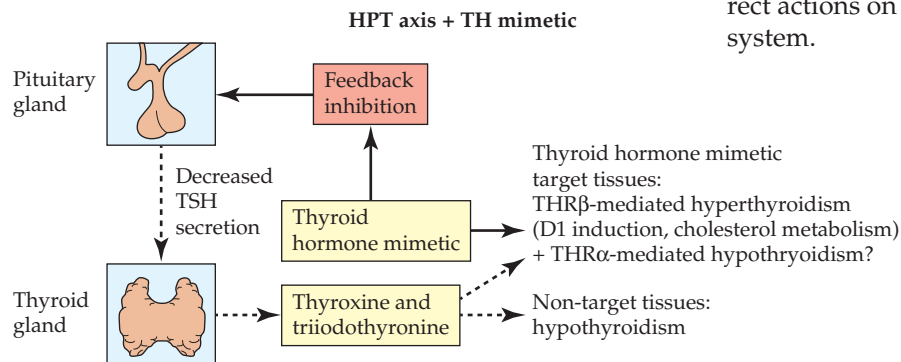 rect actions on
system.
HPT axis + TH mimetic
Pituitary
gland
Feedback
inhibition
Decreased
TSH
secretion
Thyroid
hormone mimetic
Thyroid hormone mimetic
target tissues:
THRβ-mediated hyperthyroidism
(D1 induction, cholesterol metabolism)
+ THRα-mediated hypothryoidism?
Thyroid
gland
Thyroxine and
triiodothyronine
Non-target tissues:
hypothyroidism